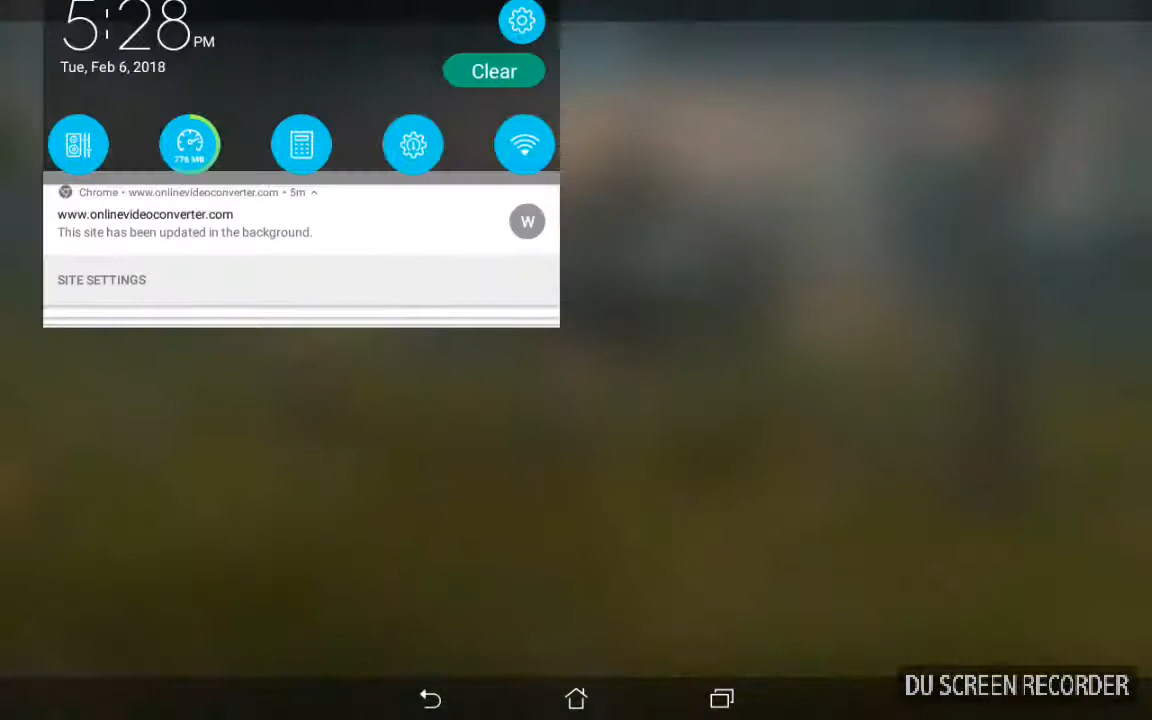 5:28 PM
Tue, Feb 6, 2018
Clear
776 MB
Chrome • www.onlinevideoconverter.com • 5m
www.onlinevideoconverter.com
W
This site has been updated in the background.
SITE SETTINGS
DU SCREEN RECORDER